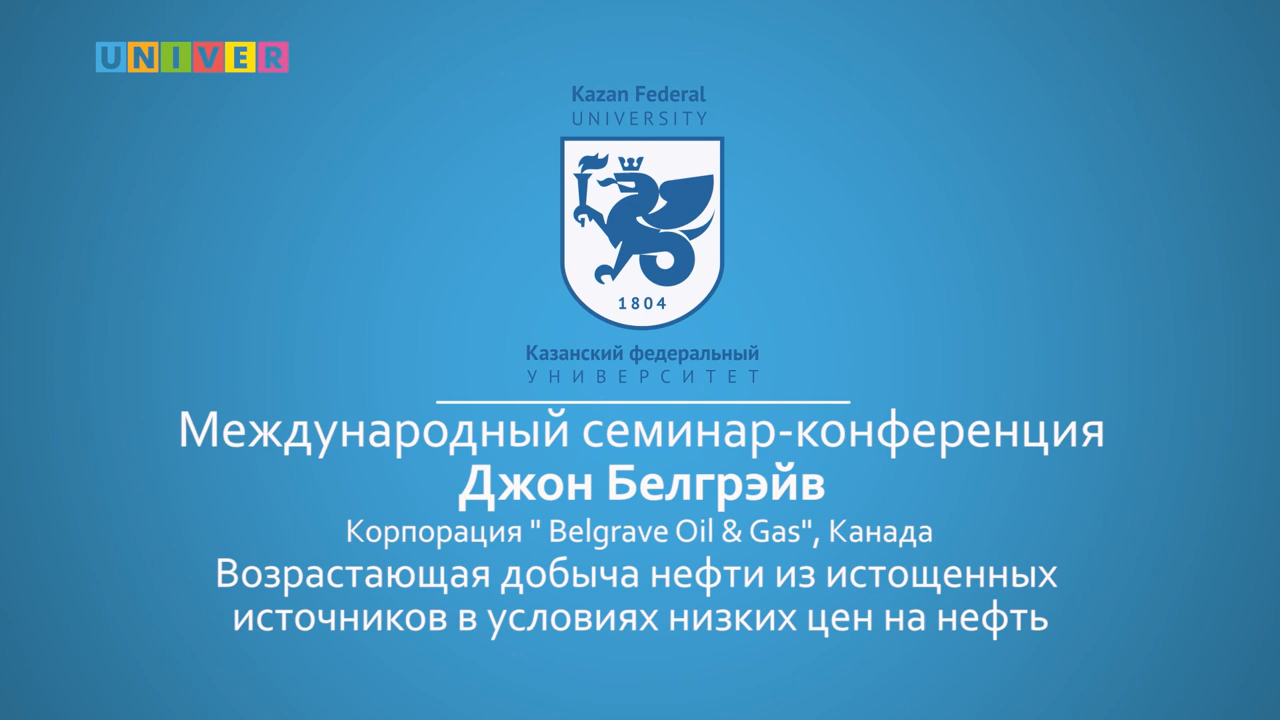 UNIVER
Kazan Federal
UNIVERSITY
1804
Казанский федеральный
УНИВЕРСИТЕТ
Международный семинар-конференция
Джон Белгрэйв
Корпорация " Belgrave Oil & Gas", Канада
Возрастающая добыча нефти из истощенных
источников в условиях низких цен на нефть